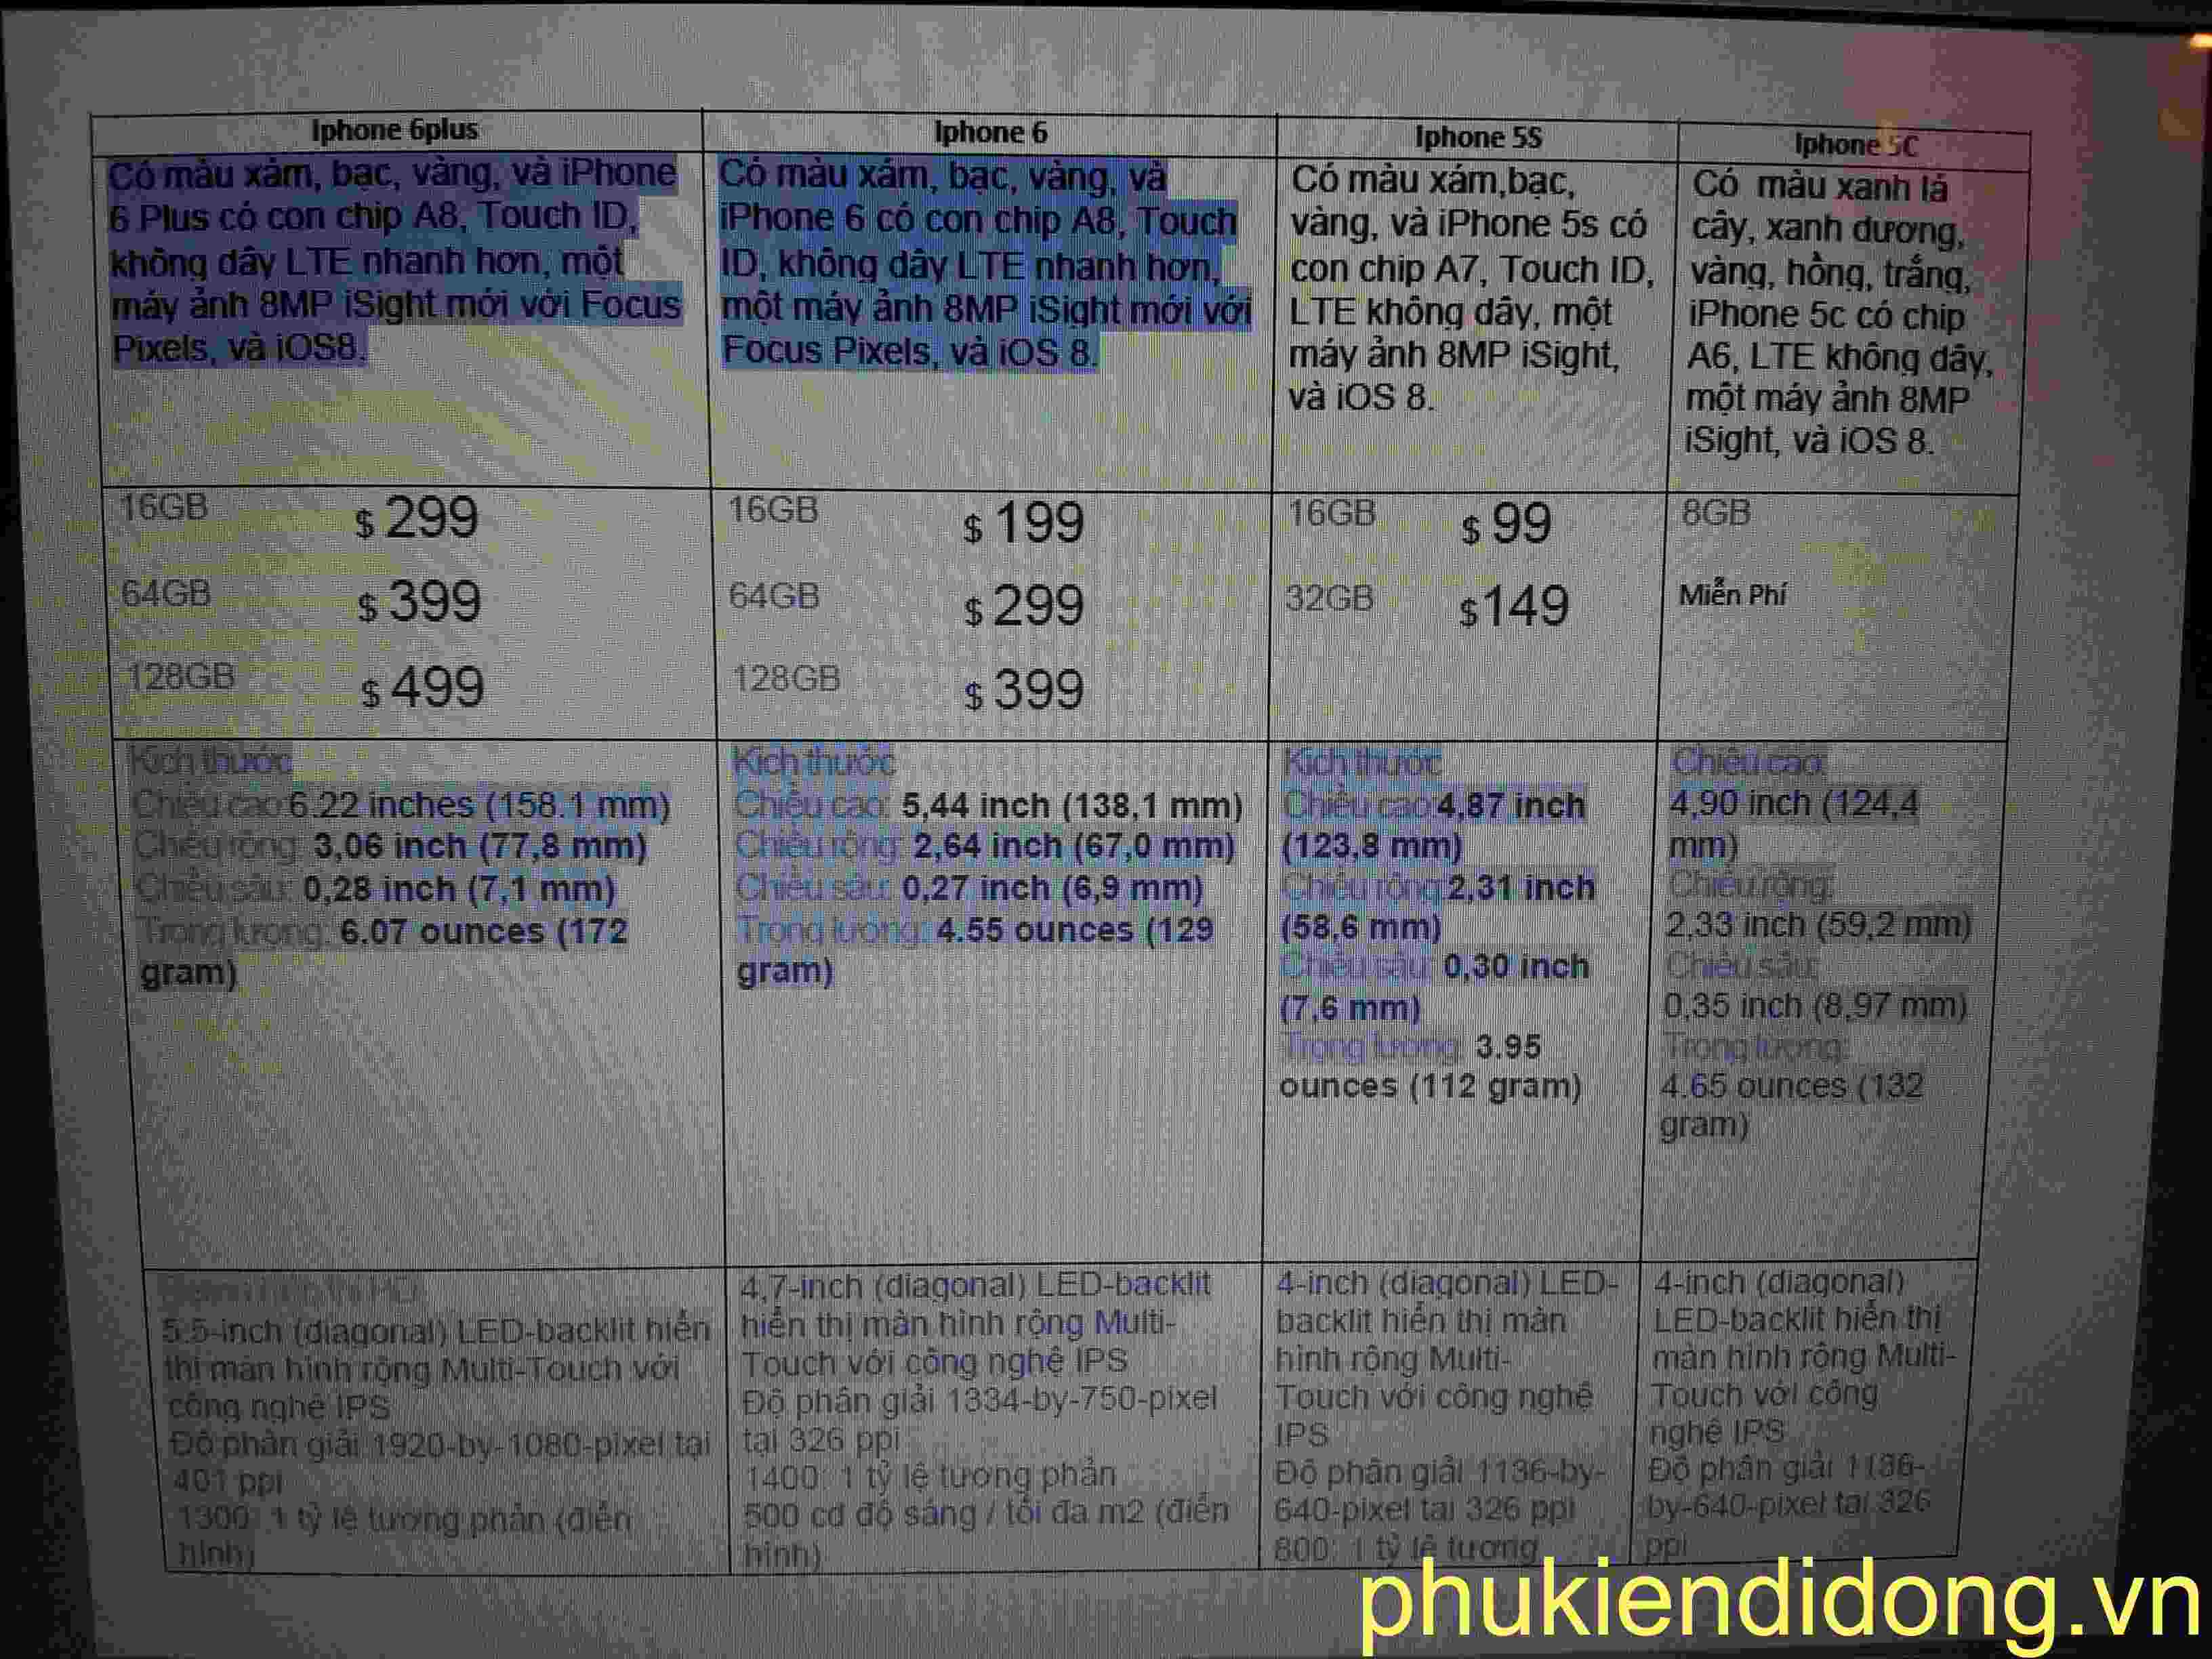 Iphone 6plus
Iphone 6
Iphone 5S
Iphone 5C
Có màu xám, bạc, vàng, và iPhone
6 Plus có con chip A8, Touch ID,
không dây LTE nhanh hơn, một
máy ảnh 8MP iSight mới với Focus
Pixels, và iOS8.
Có màu xám, bạc, vàng, và
iPhone 6 có con chip A8, Touch
ID, không dây LTE nhanh hơn,
một máy ảnh 8MP iSight mới với
Focus Pixels, và iOS 8.
Có màu xám,bạc,
vàng, và iPhone 5s có
con chip A7, Touch ID,
LTE không dây, một
máy ảnh 8MP iSight,
và iOS 8.
Có màu xanh lá
cây, xanh dương,
vàng, hồng, trắng,
iPhone 5c có chip
A6, LTE không dây,
một máy ảnh 8MP
iSight, và iOS 8.
16GB $ 299
64GB $ 399
128GB $ 499
16GB $ 199
64GB $ 299
128GB $ 399
16GB $ 99
32GB $149
8GB
Miễn Phí
Kích thước
Chiều cao:6.22 inches (158.1 mm)
Chiều rộng: 3,06 inch (77,8 mm)
Chiều sâu: 0,28 inch (7,1 mm)
Trọng lượng: 6.07 ounces (172
gram)
Kích thước
Chiều cao: 5,44 inch (138,1 mm)
Chiều rộng: 2,64 inch (67,0 mm)
Chiều sâu: 0,27 inch (6,9 mm)
Trọng lượng: 4.55 ounces (129
gram)
Kích thước
Chiều cao:4,87 inch
(123,8 mm)
Chiều rộng:2,31 inch
(58,6 mm)
Chiều sâu: 0,30 inch
(7,6 mm)
Trọng lượng: 3.95
ounces (112 gram)
Chiều cao:
4,90 inch (124,4
mm)
Chiều rộng:
2,33 inch (59,2 mm)
Chiều sâu:
0,35 inch (8,97 mm)
Trọng lượng:
4.65 ounces (132
gram)
5.5-inch (diagonal) LED-backlit hiển
thị màn hình rộng Multi-Touch với
công nghệ IPS
Độ phân giải 1920-by-1080-pixel tại
401 ppi
1300: 1 tỷ lệ tương phản (điển
hình)
4,7-inch (diagonal) LED-backlit
hiển thị màn hình rộng Multi-
Touch với công nghệ IPS
Độ phân giải 1334-by-750-pixel
tại 326 ppi
1400: 1 tỷ lệ tương phản
500 cd độ sáng / tối đa m2 (điển
hình)
4-inch (diagonal) LED-
backlit hiển thị màn
hình rộng Multi-
Touch với công nghệ
IPS
Độ phân giải 1136-by-
640-pixel tại 326 ppi
800: 1 tỷ lệ tương
4-inch (diagonal)
LED-backlit hiển thị
màn hình rộng Multi-
Touch với công
nghệ IPS
Độ phân giải 1136-
by-640-pixel tại 326
ppi
phukiendidong.vn